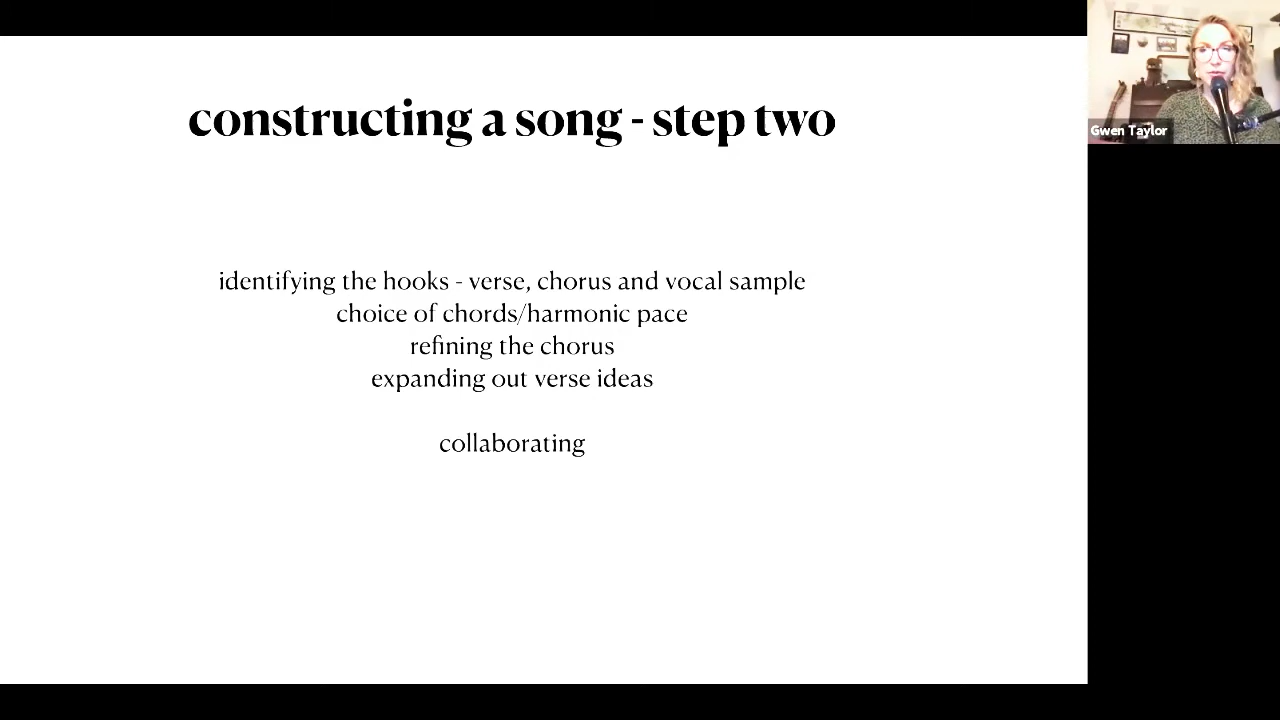 constructing a song - step two
identifying the hooks - verse, chorus and vocal sample
choice of chords/harmonic pace
refining the chorus
expanding out verse ideas
collaborating
Gwen Taylor